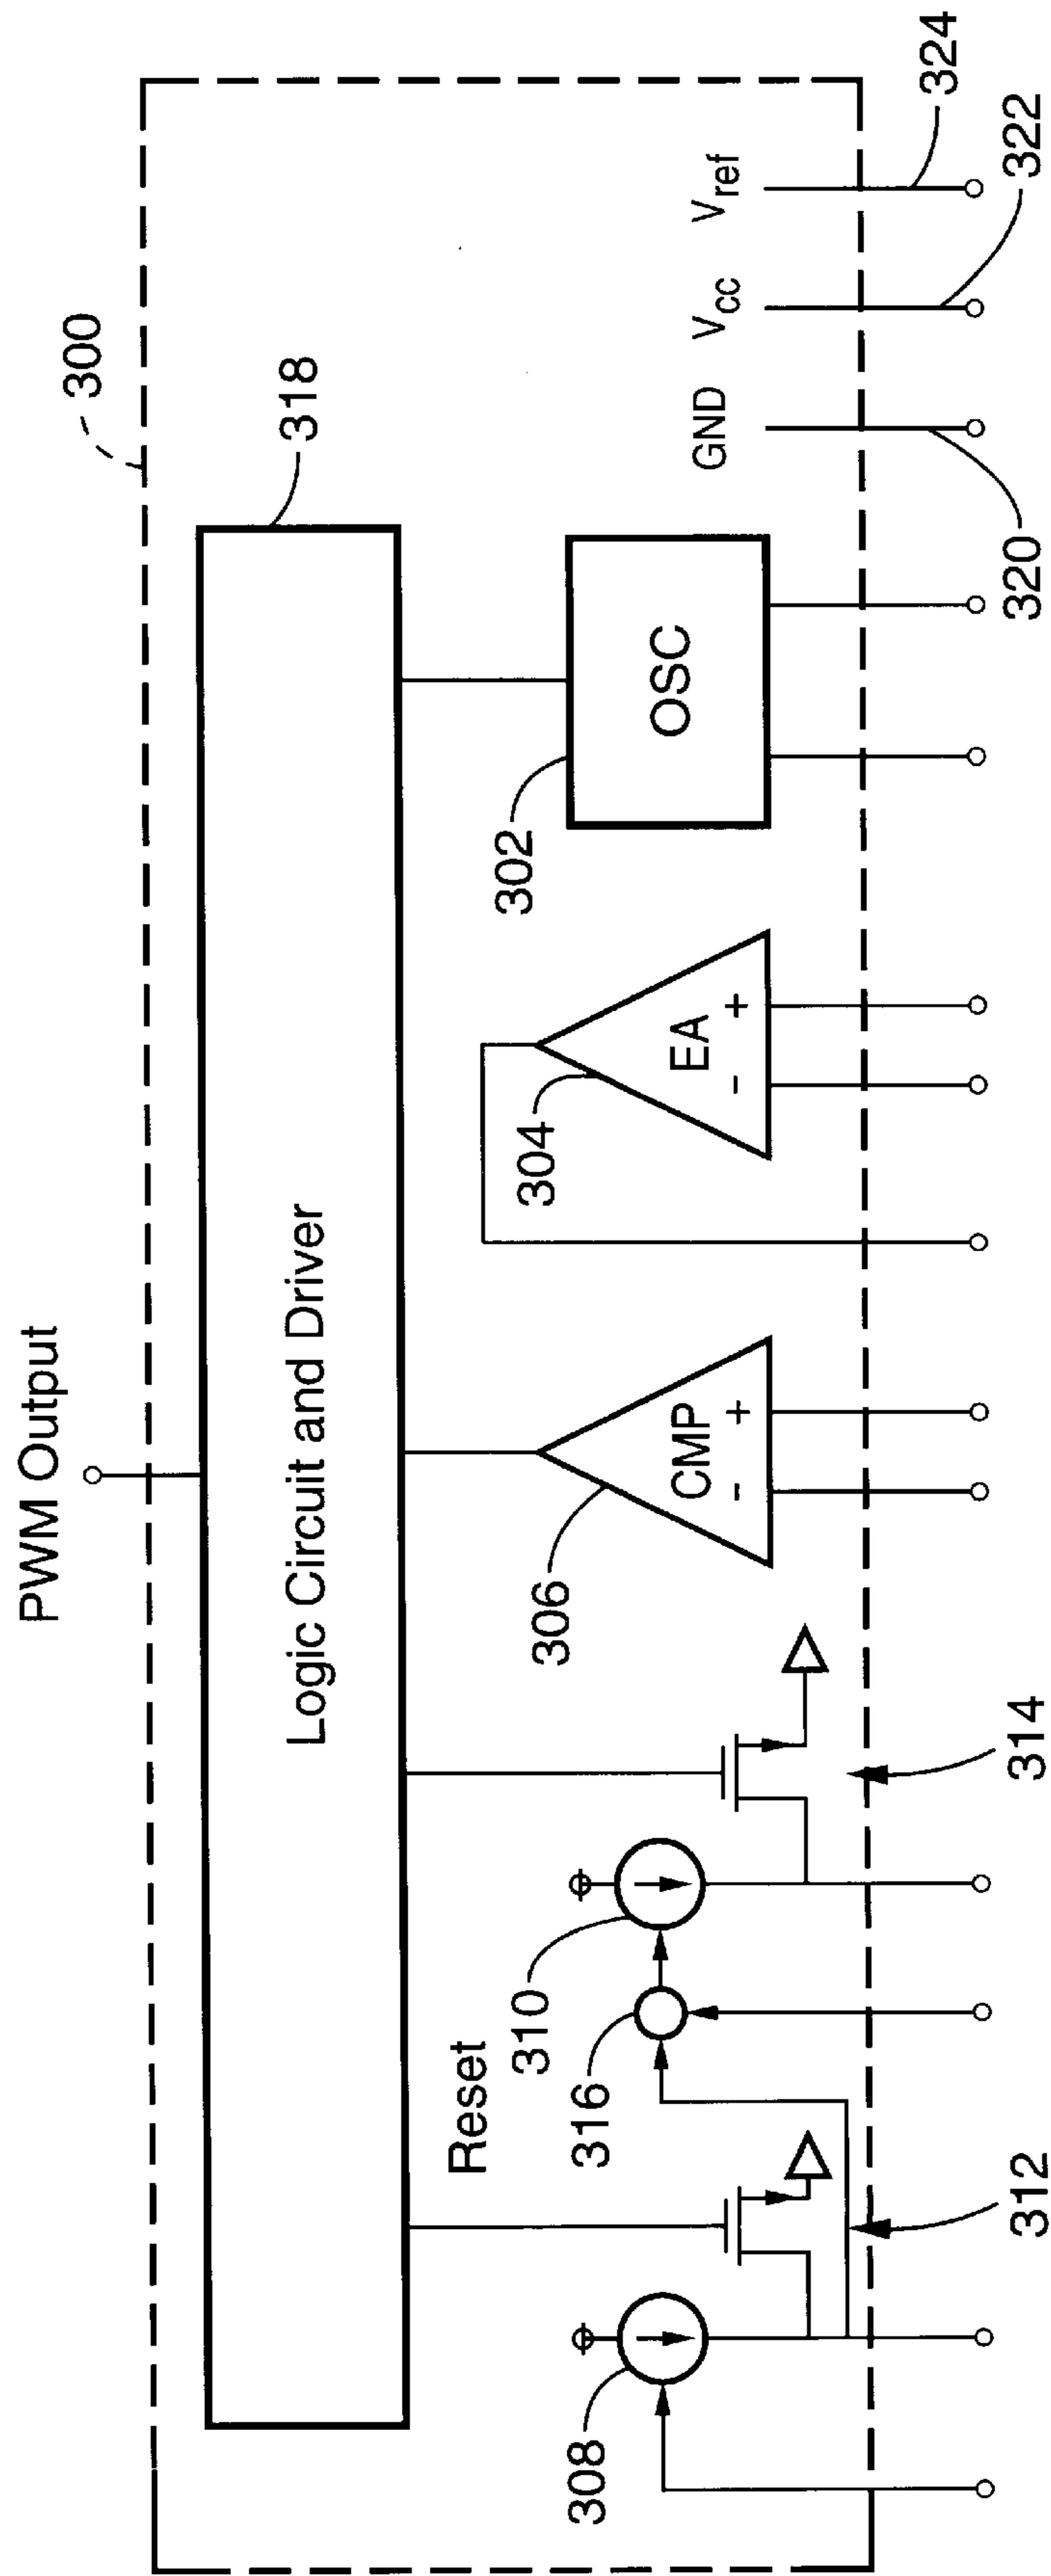 PWM Output
300
318
Logic Circuit and Driver
Reset
308
312
316
310
314
306
CMP
- +
304
EA
- +
302
OSC
GND
Vcc
Vref
320
322
324